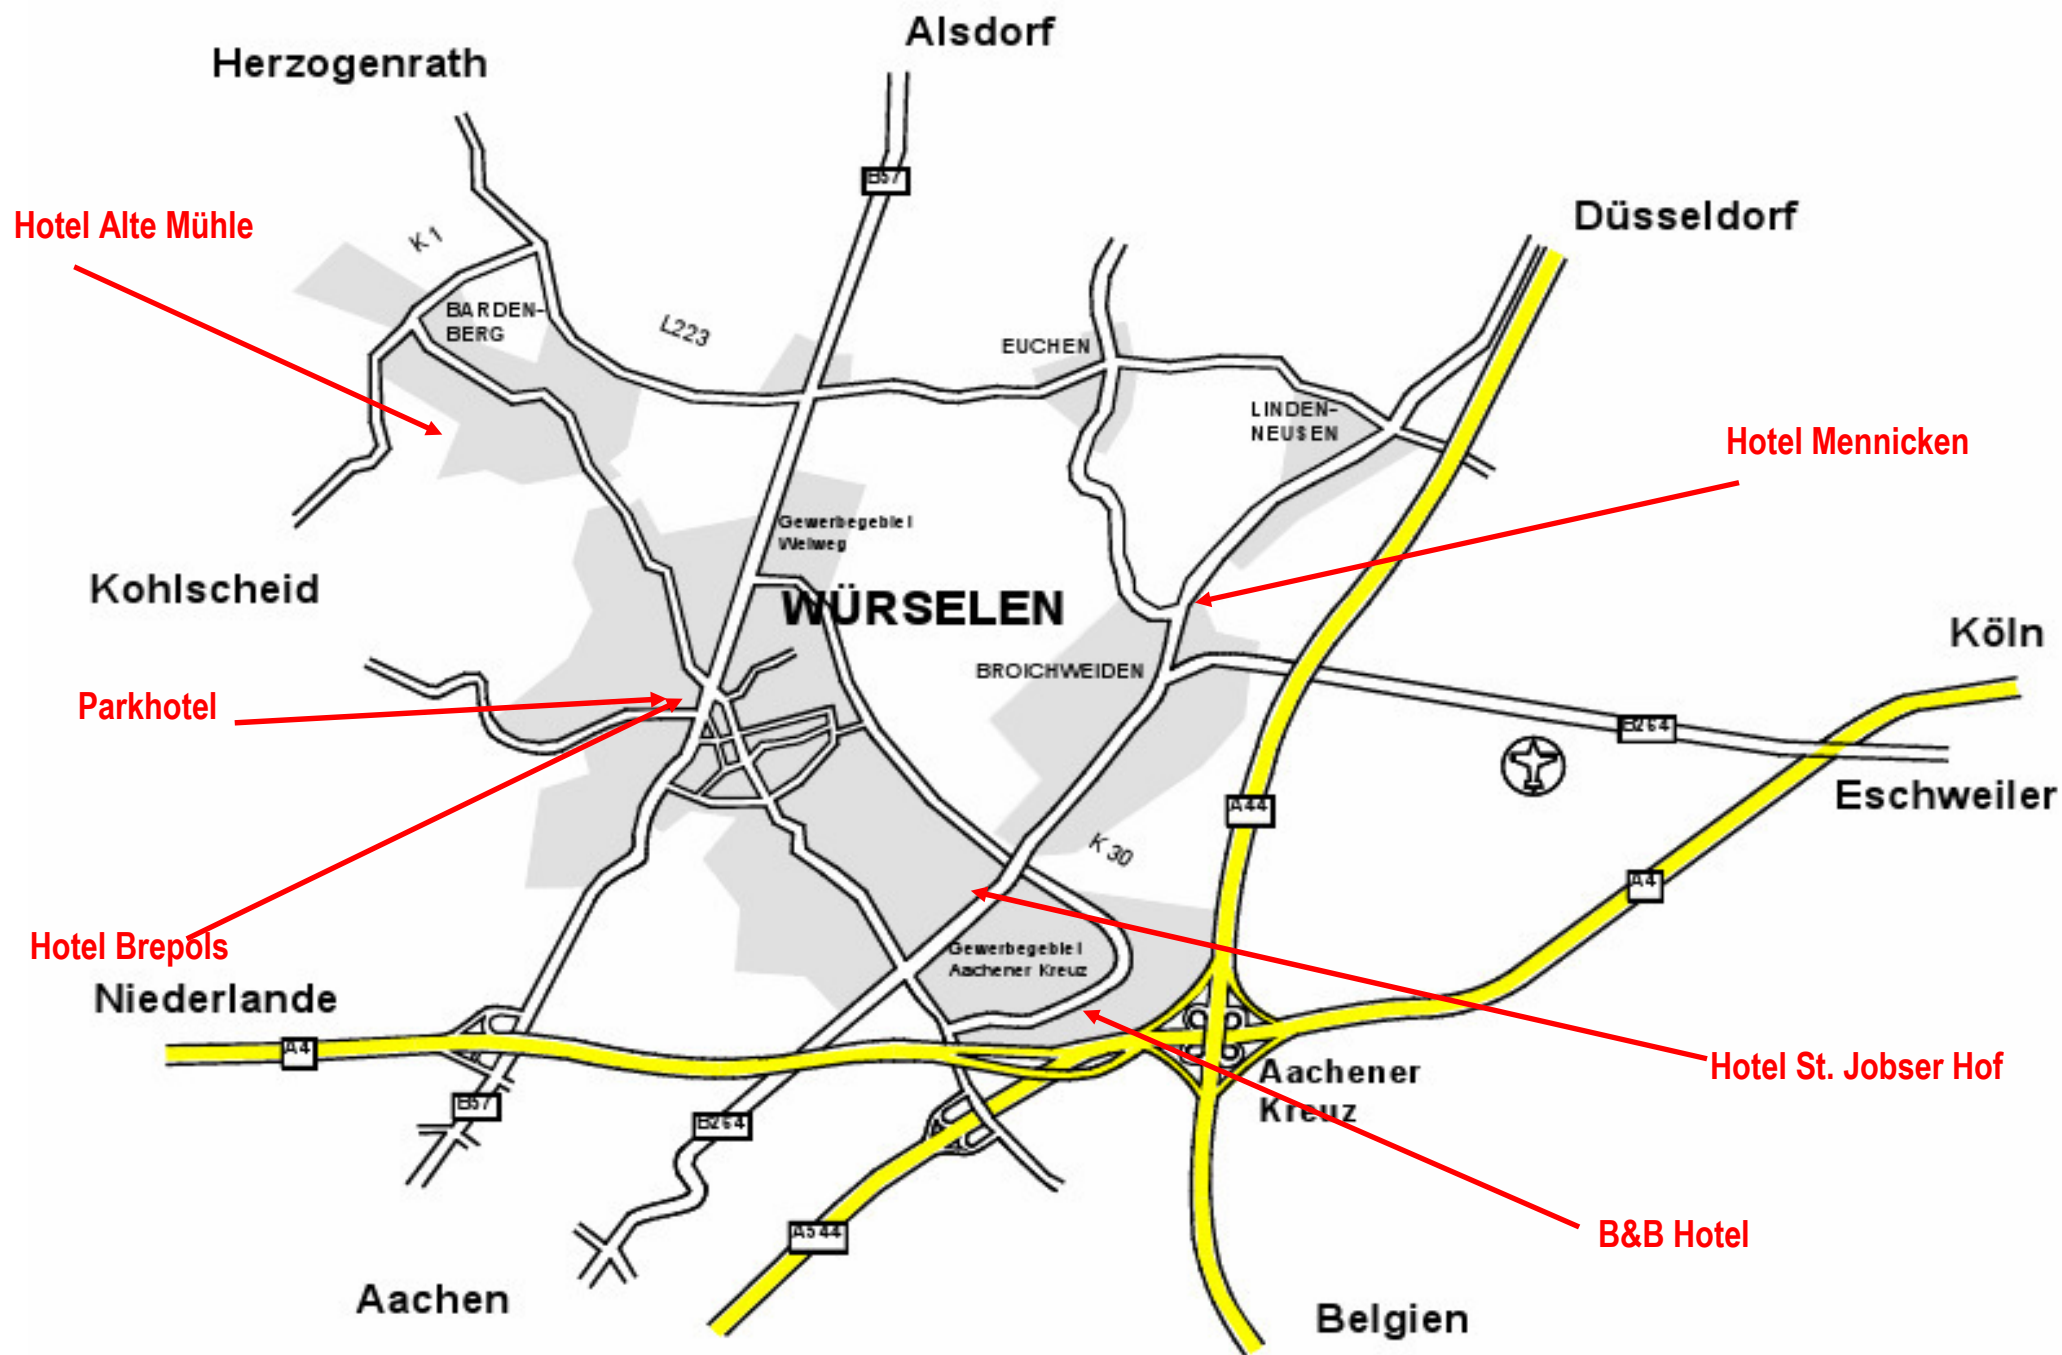 Alsdorf
Herzogenrath
B57
Düsseldorf
Hotel Alte Mühle
K 1
BARDEN-
BERG
L223
EUCHEN
LINDEN-
NEUSEN
Hotel Mennicken
Gewerbegebiet
Weiweg
Kohlscheid
WÜRSELEN
Köln
BROICHWEIDEN
Parkhotel
B264
Eschweiler
A44
K 30
A4
Hotel Brepols
Gewerbegebiet
Aachener Kreuz
Niederlande
A4
Aachener
Kreuz
Hotel St. Jobser Hof
B57
B264
A544
B&B Hotel
Aachen
Belgien